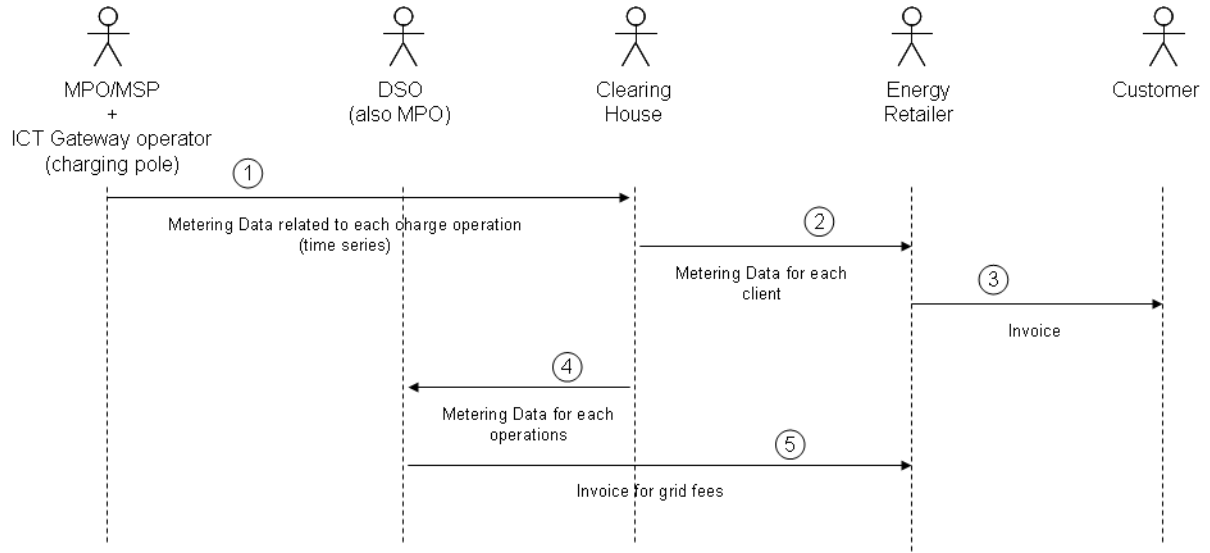 MPO/MSP
+
ICT Gateway operator
(charging pole)
DSO
(also MPO)
Clearing
House
Energy
Retailer
Customer
1
Metering Data related to each charge operation
(time series)
2
Metering Data for each
client
3
Invoice
4
Metering Data for each
operations
5
Invoice for grid fees